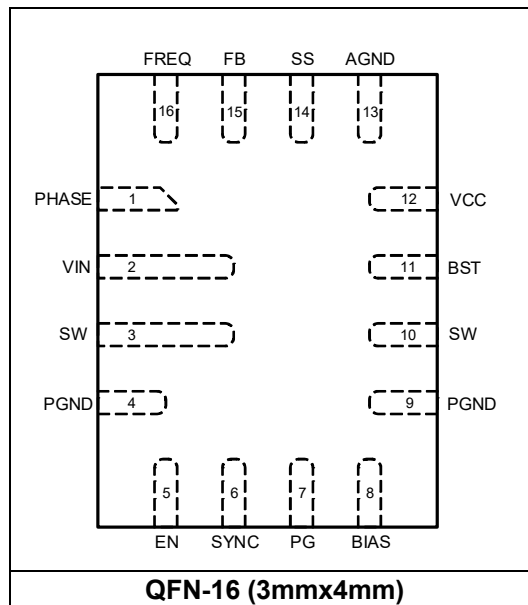 FREQ FB SS AGND
16 15 14 13
PHASE 1 12 VCC
VIN 2 11 BST
SW 3 10 SW
PGND 4 9 PGND
5 6 7 8
EN SYNC PG BIAS
QFN-16 (3mmx4mm)